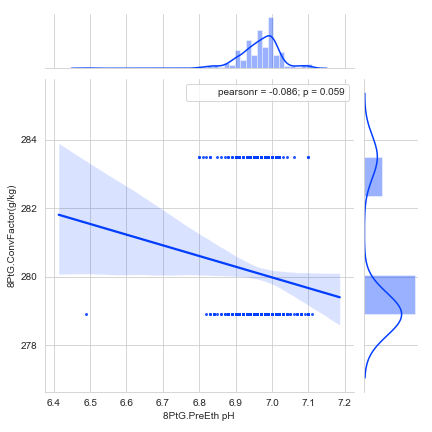 pearsonr = -0.086; p = 0.059
284
282
280
278
8PtG.ConvFactor(g/kg)
6.4 6.5 6.6 6.7 6.8 6.9 7.0 7.1 7.2
8PtG.PreEth pH